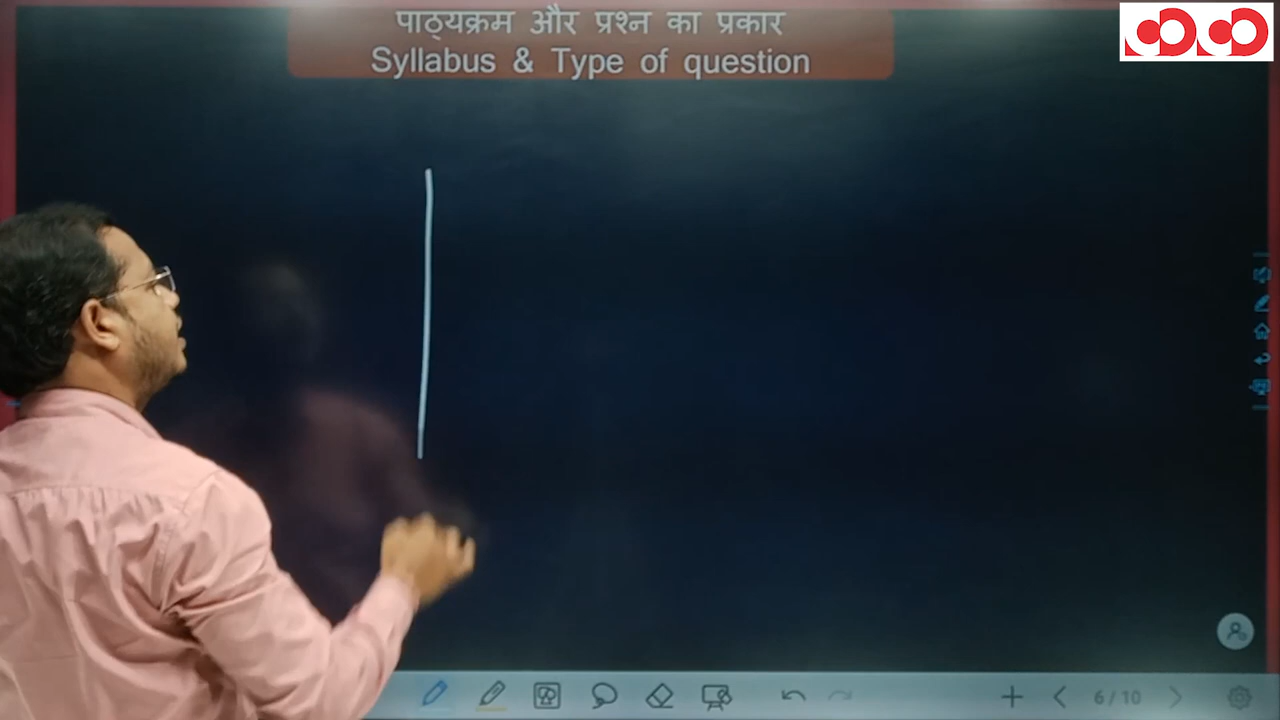 पाठ्यक्रम और प्रश्न का प्रकार
Syllabus & Type of question
6/10